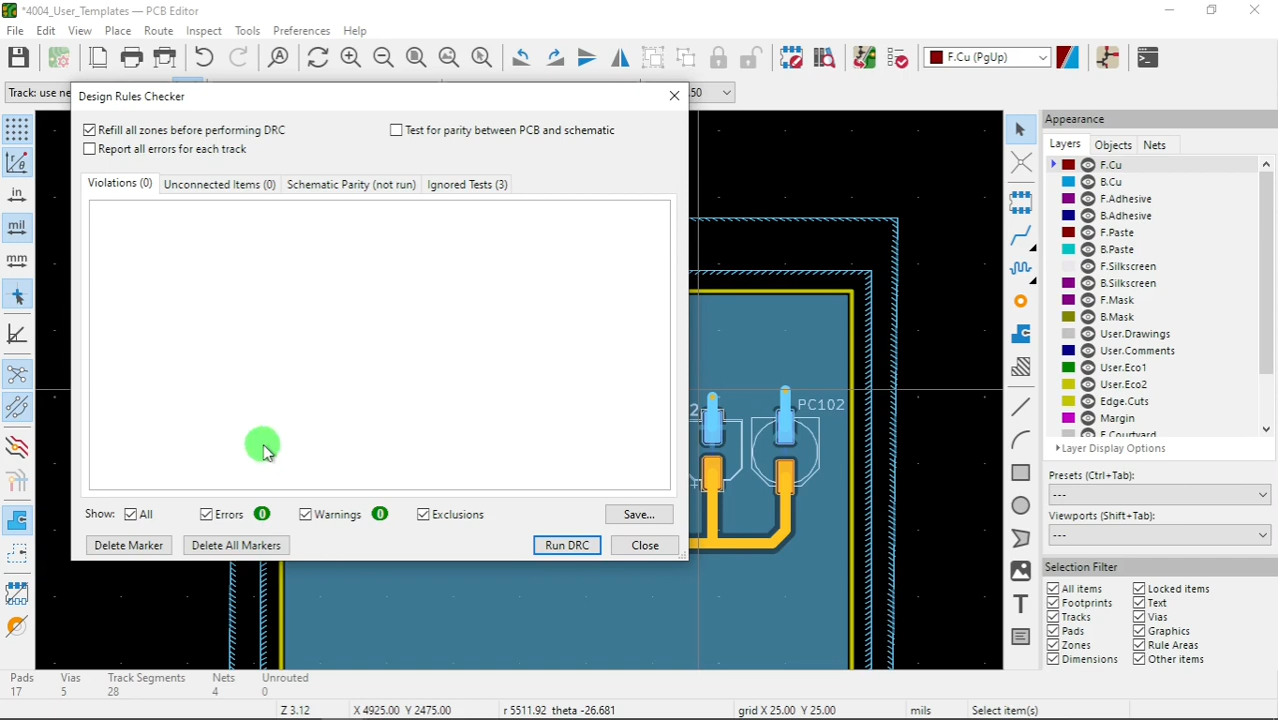 *4004_User_Templates — PCB Editor
File Edit View Place Route Inspect Tools Preferences Help
F.Cu (PgUp)
Track: use ne
.50
Design Rules Checker
Refill all zones before performing DRC
Test for parity between PCB and schematic
Report all errors for each track
Violations (0) Unconnected Items (0) Schematic Parity (not run) Ignored Tests (3)
Show: All Errors 0 Warnings 0 Exclusions Save...
Delete Marker Delete All Markers Run DRC Close
in
mil
mm
2
PC102
+
T
Appearance
Layers Objects Nets
F.Cu
B.Cu
F.Adhesive
B.Adhesive
F.Paste
B.Paste
F.Silkscreen
B.Silkscreen
F.Mask
B.Mask
User.Drawings
User.Comments
User.Eco1
User.Eco2
Edge.Cuts
Margin
F.Courtyard
Layer Display Options
Presets (Ctrl+Tab):
---
Viewports (Shift+Tab):
---
Selection Filter
All items Locked items
Footprints Text
Tracks Vias
Pads Graphics
Zones Rule Areas
Dimensions Other items
Pads Vias Track Segments Nets Unrouted
17 5 28 4 0
Z 3.12 X 4925.00 Y 2475.00 r 5511.92 theta -26.681 grid X 25.00 Y 25.00 mils Select item(s)